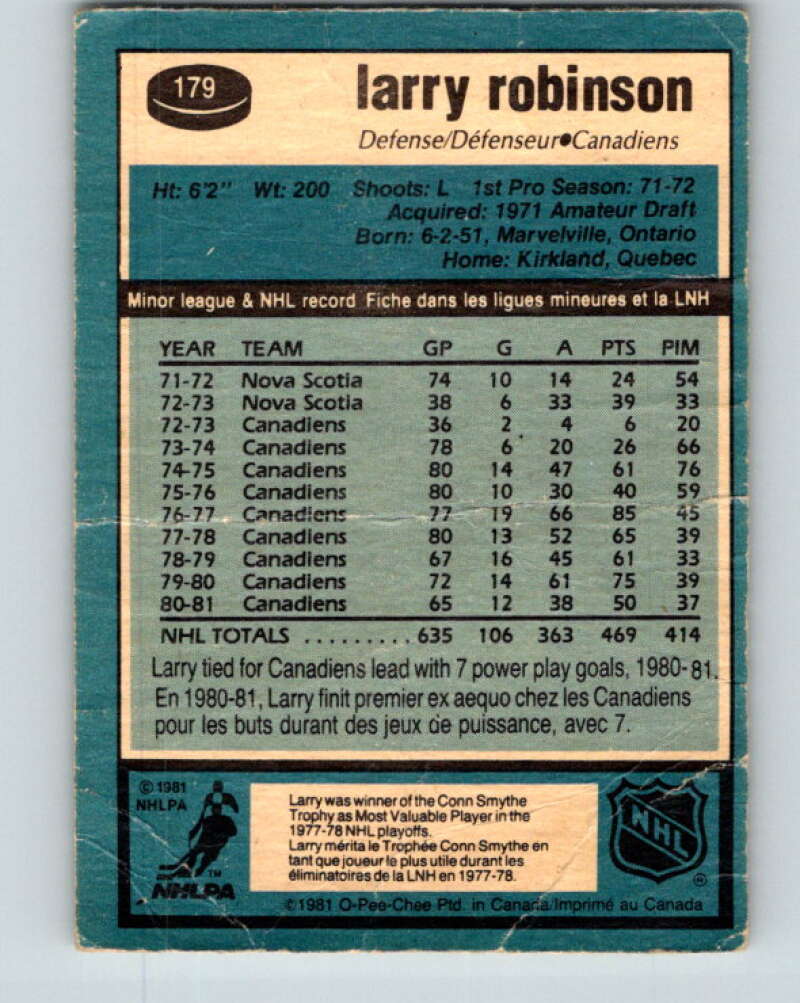 179
larry robinson
Defense/Défenseur●Canadiens
Ht: 6'2" Wt: 200 Shoots: L 1st Pro Season: 71-72
Acquired: 1971 Amateur Draft
Born: 6-2-51, Marvelville, Ontario
Home: Kirkland, Quebec
Minor league & NHL record Fiche dans les ligues mineures et la LNH
YEAR TEAM GP G A PTS PIM
71-72 Nova Scotia 74 10 14 24 54
72-73 Nova Scotia 38 6 33 39 33
72-73 Canadiens 36 2 4 6 20
73-74 Canadiens 78 6 20 26 66
74-75 Canadiens 80 14 47 61 76
75-76 Canadiens 80 10 30 40 59
76-77 Canadiens 77 19 66 85 45
77-78 Canadiens 80 13 52 65 39
78-79 Canadiens 67 16 45 61 33
79-80 Canadiens 72 14 61 75 39
80-81 Canadiens 65 12 38 50 37
NHL TOTALS ......... 635 106 363 469 414
Larry tied for Canadiens lead with 7 power play goals, 1980-81.
En 1980-81, Larry finit premier ex aequo chez les Canadiens
pour les buts durant des jeux de puissance, avec 7.
© 1981
NHLPA
TM
NHLPA
Larry was winner of the Conn Smythe
Trophy as Most Valuable Player in the
1977-78 NHL playoffs.
Larry mérita le Trophée Conn Smythe en
tant que joueur le plus utile durant les
éliminatoires de la LNH en 1977-78.
NHL
®
©1981 O-Pee-Chee Ptd. in Canada/Imprimé au Canada